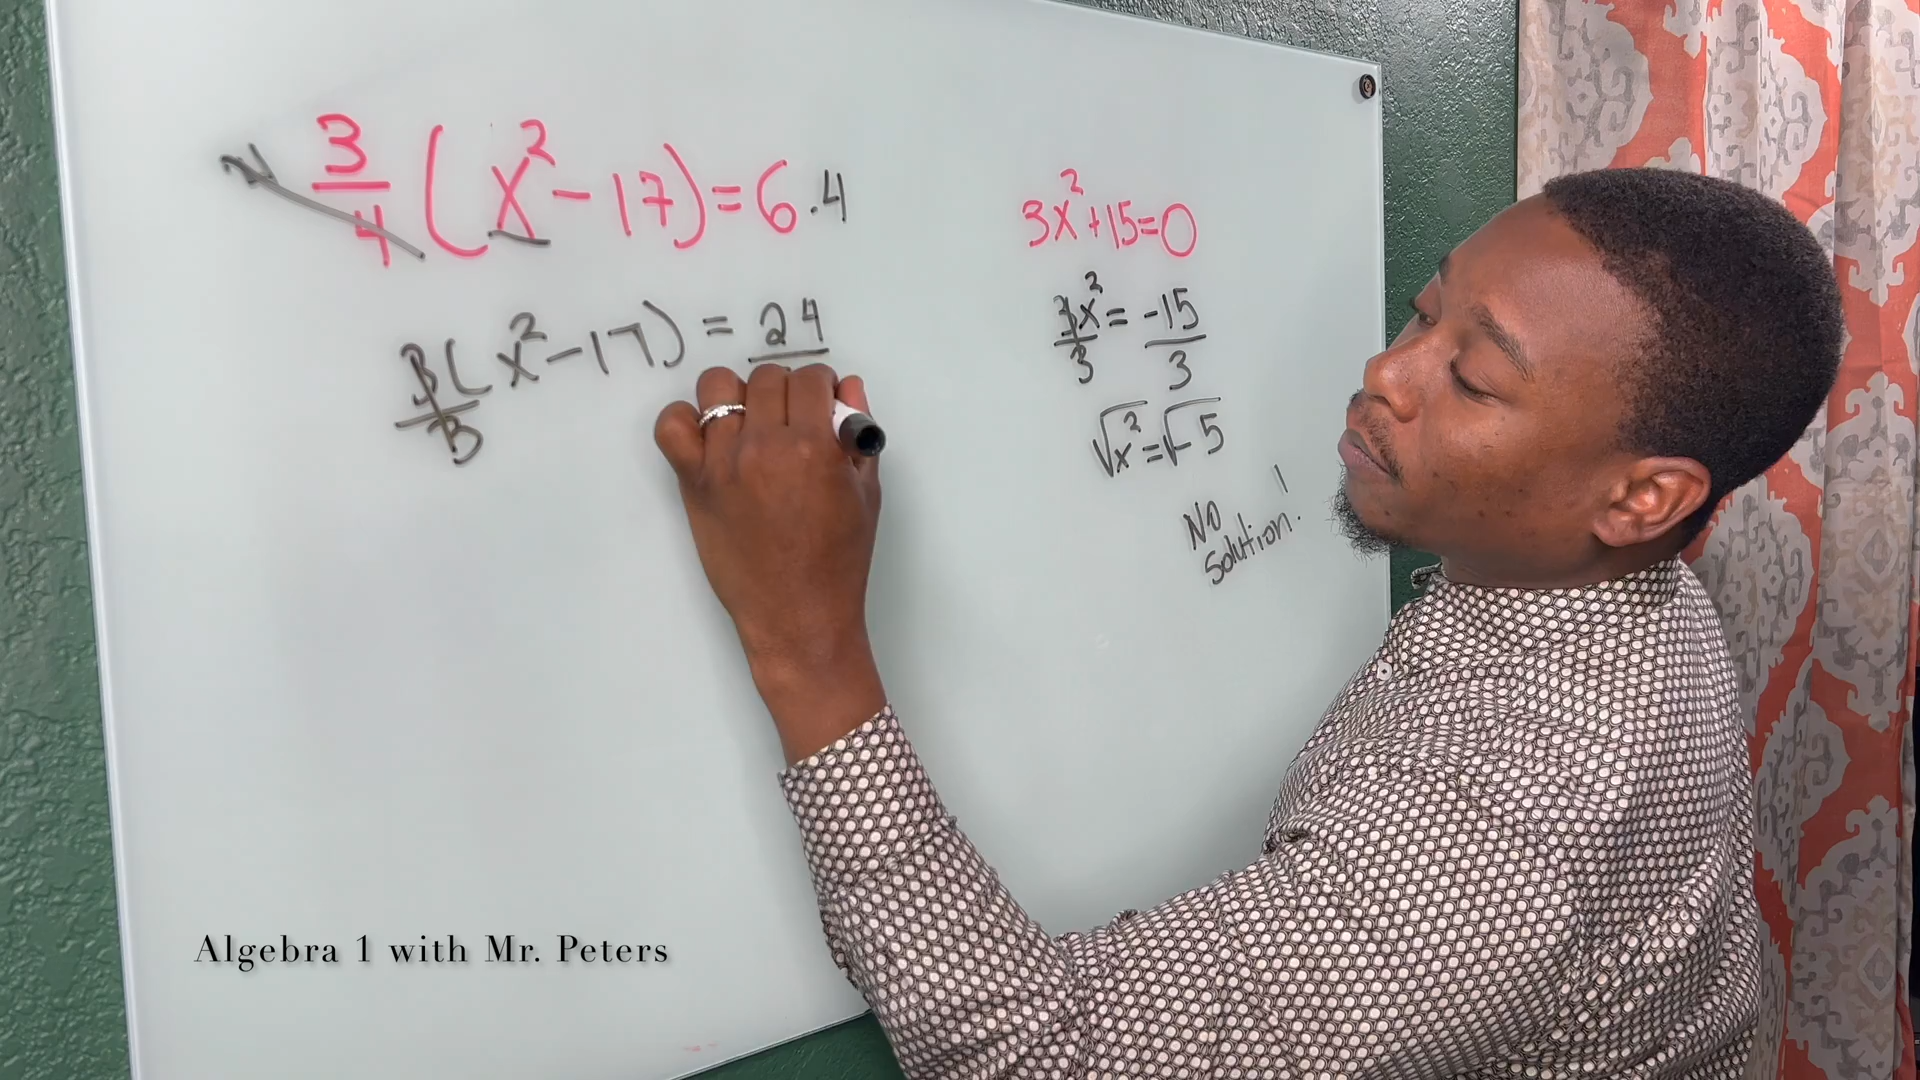 4 3/4 (x² - 17) = 6 . 4
3(x² - 17) = 24
3
3x² + 15 = 0
3x² = -15
3 3
√x² = √-5
No
Solution!
Algebra 1 with Mr. Peters